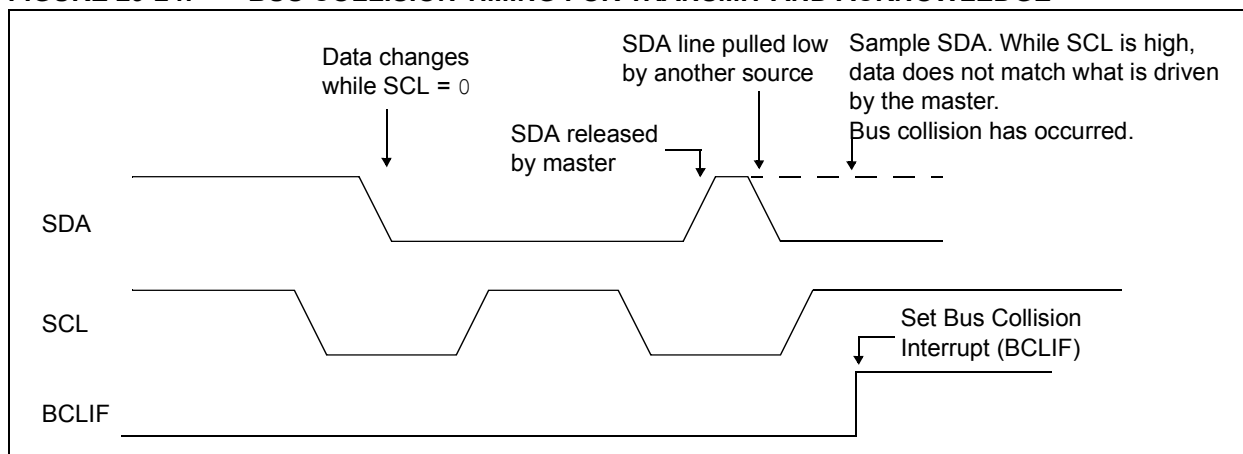 Data changes
while SCL = 0
SDA line pulled low
by another source
Sample SDA. While SCL is high,
data does not match what is driven
by the master.
Bus collision has occurred.
SDA released
by master
SDA
SCL
Set Bus Collision
Interrupt (BCLIF)
BCLIF